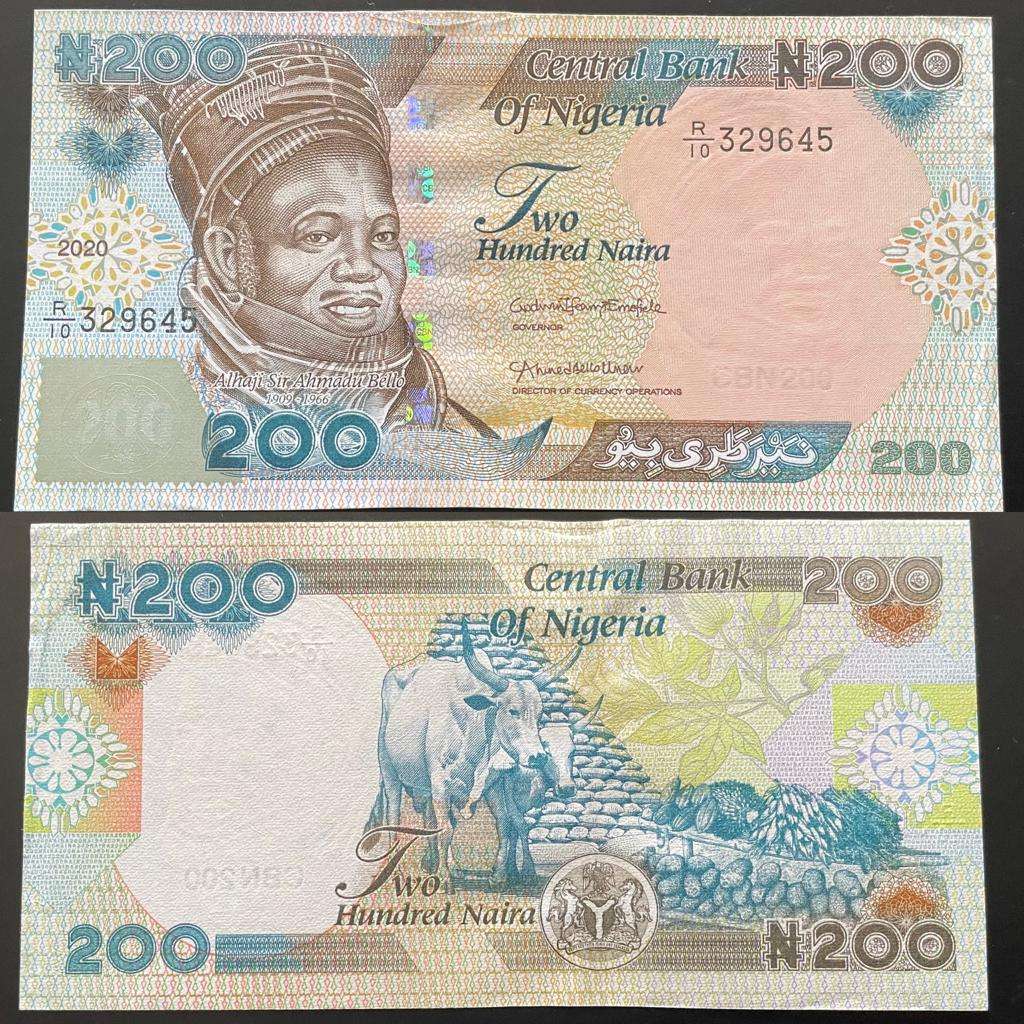 ₦200
Central Bank
Of Nigeria
₦200
R/10 329645
Two
Hundred Naira
2020
R/10 329645
GOVERNOR
DIRECTOR OF CURRENCY OPERATIONS
Alhaji Sir Ahmadu Bello
1909 - 1966
200
نَيْرَ طَرِى بِيُو
200
₦200
Central Bank
Of Nigeria
200
Two
Hundred Naira
200
₦200